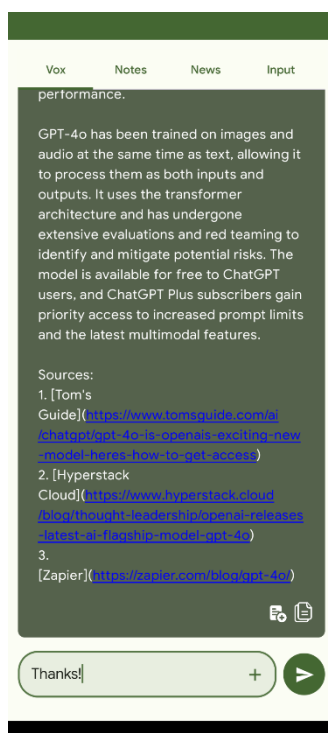 Vox Notes News Input
performance.
GPT-4o has been trained on images and
audio at the same time as text, allowing it
to process them as both inputs and
outputs. It uses the transformer
architecture and has undergone
extensive evaluations and red teaming to
identify and mitigate potential risks. The
model is available for free to ChatGPT
users, and ChatGPT Plus subscribers gain
priority access to increased prompt limits
and the latest multimodal features.
Sources:
1. [Tom's
Guide](https://www.tomsguide.com/ai
/chatgpt/gpt-4o-is-openais-exciting-new
-model-heres-how-to-get-access)
2. [Hyperstack
Cloud](https://www.hyperstack.cloud
/blog/thought-leadership/openai-releases
-latest-ai-flagship-model-gpt-4o)
3.
[Zapier](https://zapier.com/blog/gpt-4o/)
Thanks!